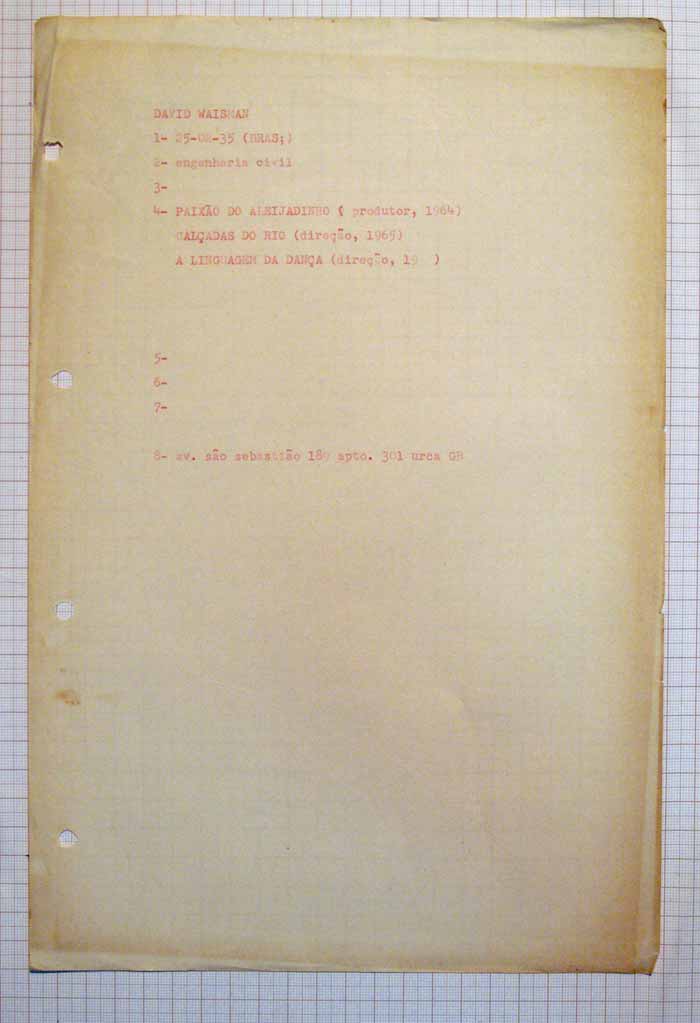 DAVID WAISMAN
1- 25-08-35 (BRAS;)
2- engenharia civil
3-
4- PAIXÃO DO ALEIJADINHO ( produtor, 1964)
CALÇADAS DO RIO (direção, 1965)
A LINGUAGEM DA DANÇA (direção, 19 )
5-
6-
7-
8- av. são sebastião 189 apto. 301 urca GB